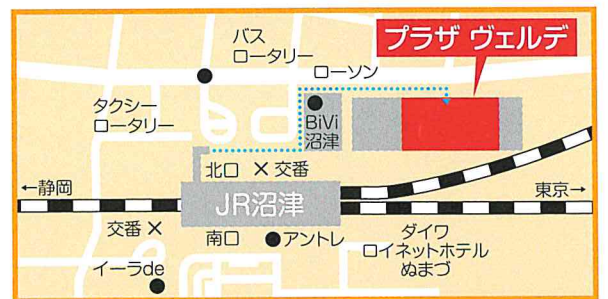 バス
ロータリー
プラザ ヴェルデ
ローソン
タクシー
ロータリー
BiVi
沼津
北口
交番
←静岡
JR沼津
東京→
交番
南口
アントレ
ダイワ
ロイネットホテル
ぬまづ
イーラde